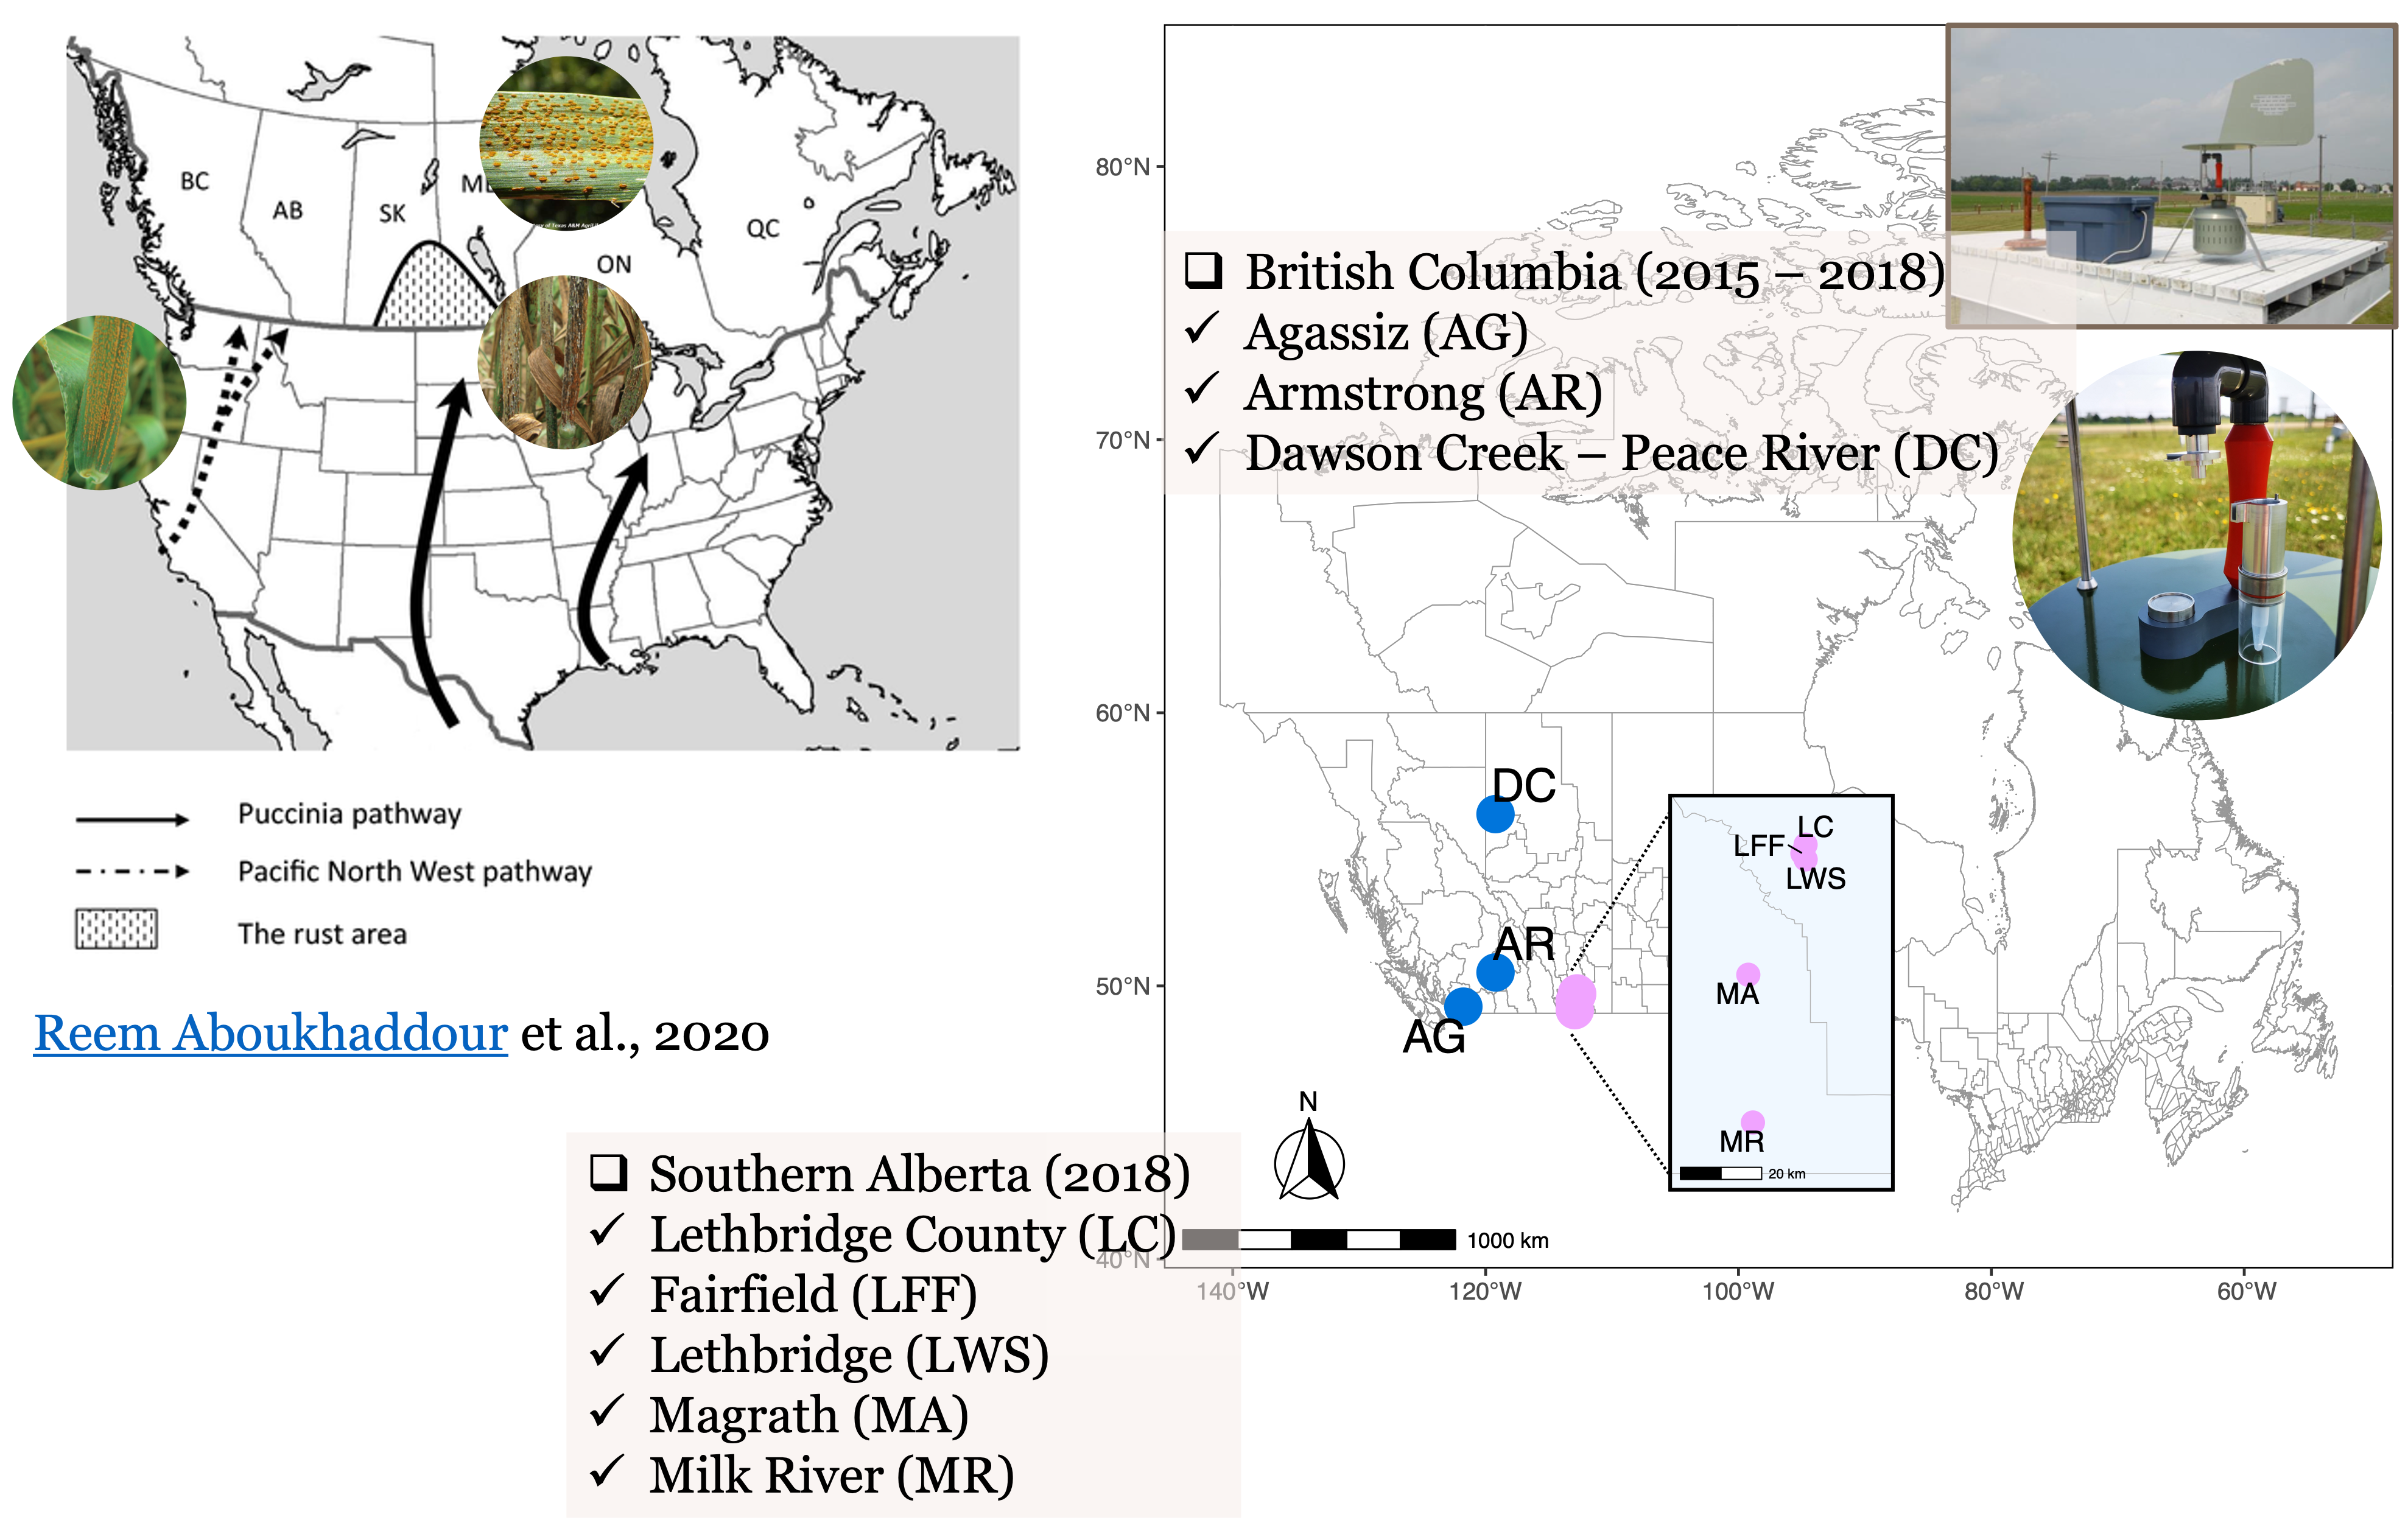 BC
AB
SK
ON
QC
Puccinia pathway
Pacific North West pathway
The rust area
Reem Aboukhaddour et al., 2020
❑ Southern Alberta (2018)
✓ Lethbridge County (LC)
✓ Fairfield (LFF)
✓ Lethbridge (LWS)
✓ Magrath (MA)
✓ Milk River (MR)
❑ British Columbia (2015 – 2018)
✓ Agassiz (AG)
✓ Armstrong (AR)
✓ Dawson Creek – Peace River (DC)
80°N
70°N
60°N
50°N
40°N
140°W
120°W
100°W
80°W
60°W
DC
AR
AG
LC
LFF
LWS
MA
MR
20 km
N
1000 km